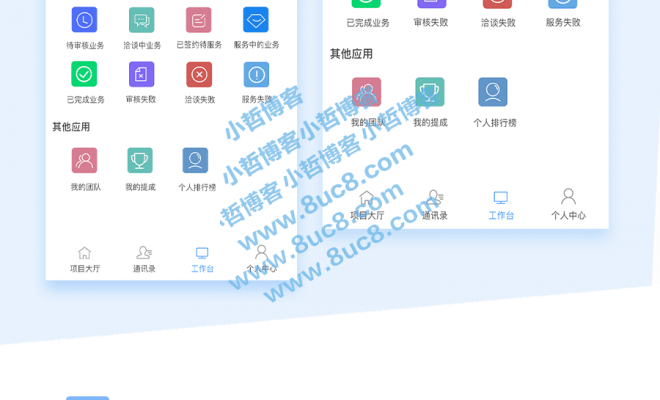 待审核业务 洽谈中业务 已签约待服务 服务中的业务
已完成业务 审核失败 洽谈失败 服务失败
其他应用
我的团队 我的提成 个人排行榜
项目大厅 通讯录 工作台 个人中心
已完成业务 审核失败 洽谈失败 服务失败
其他应用
我的团队 我的提成 个人排行榜
项目大厅 通讯录 工作台 个人中心
小哲博客
小哲博客 小哲博客
小哲博客 小哲博客 小哲博客
www.8uc8.com
www.8uc8.com
www.8uc8.com